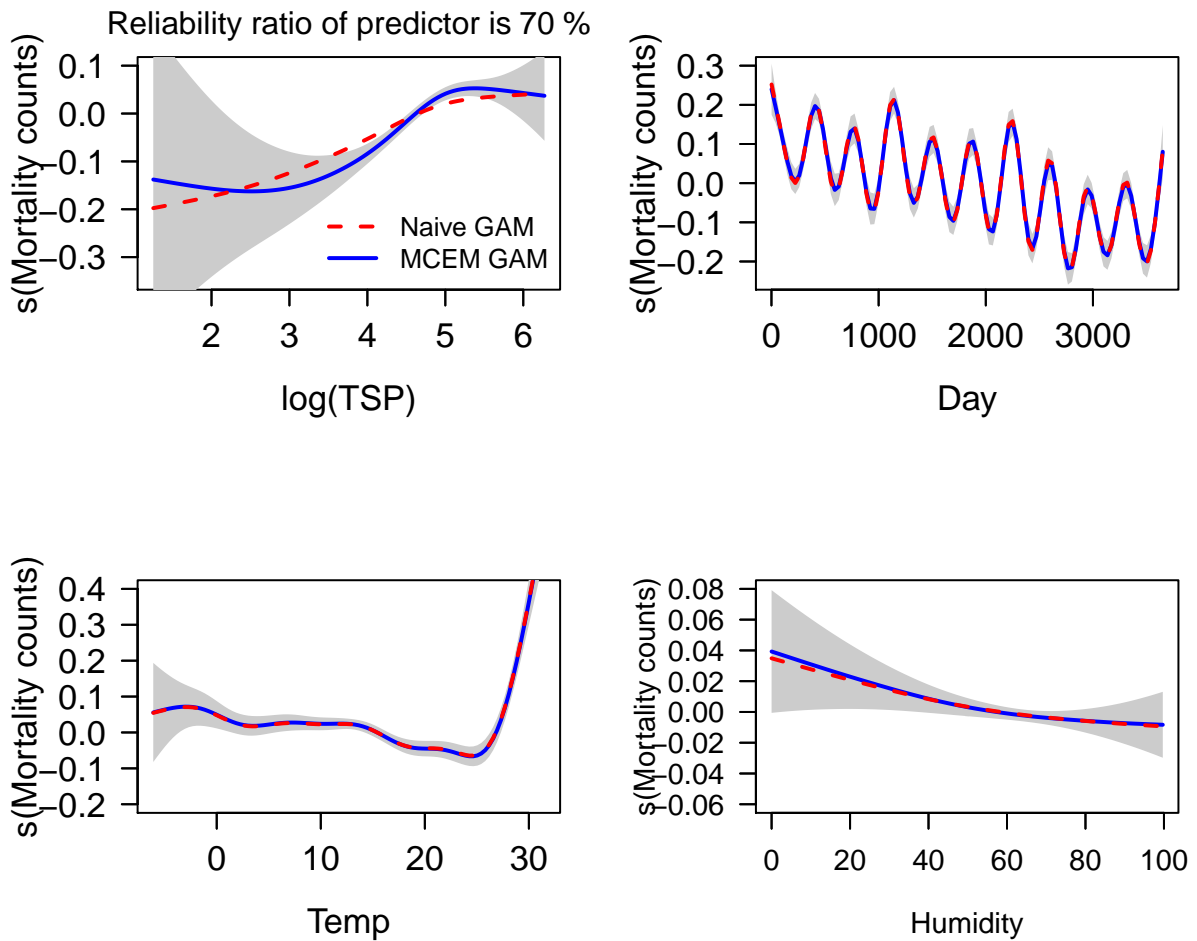 Reliability ratio of predictor is 70 %
s(Mortality counts)
0.1
0.0
−0.1
−0.2
−0.3
Naive GAM
MCEM GAM
2 3 4 5 6
log(TSP)
s(Mortality counts)
0.3
0.2
0.1
0.0
−0.1
−0.2
0 1000 2000 3000
Day
s(Mortality counts)
0.4
0.3
0.2
0.1
0.0
−0.1
−0.2
0 10 20 30
Temp
s(Mortality counts)
0.08
0.06
0.04
0.02
0.00
−0.02
−0.04
−0.06
0 20 40 60 80 100
Humidity